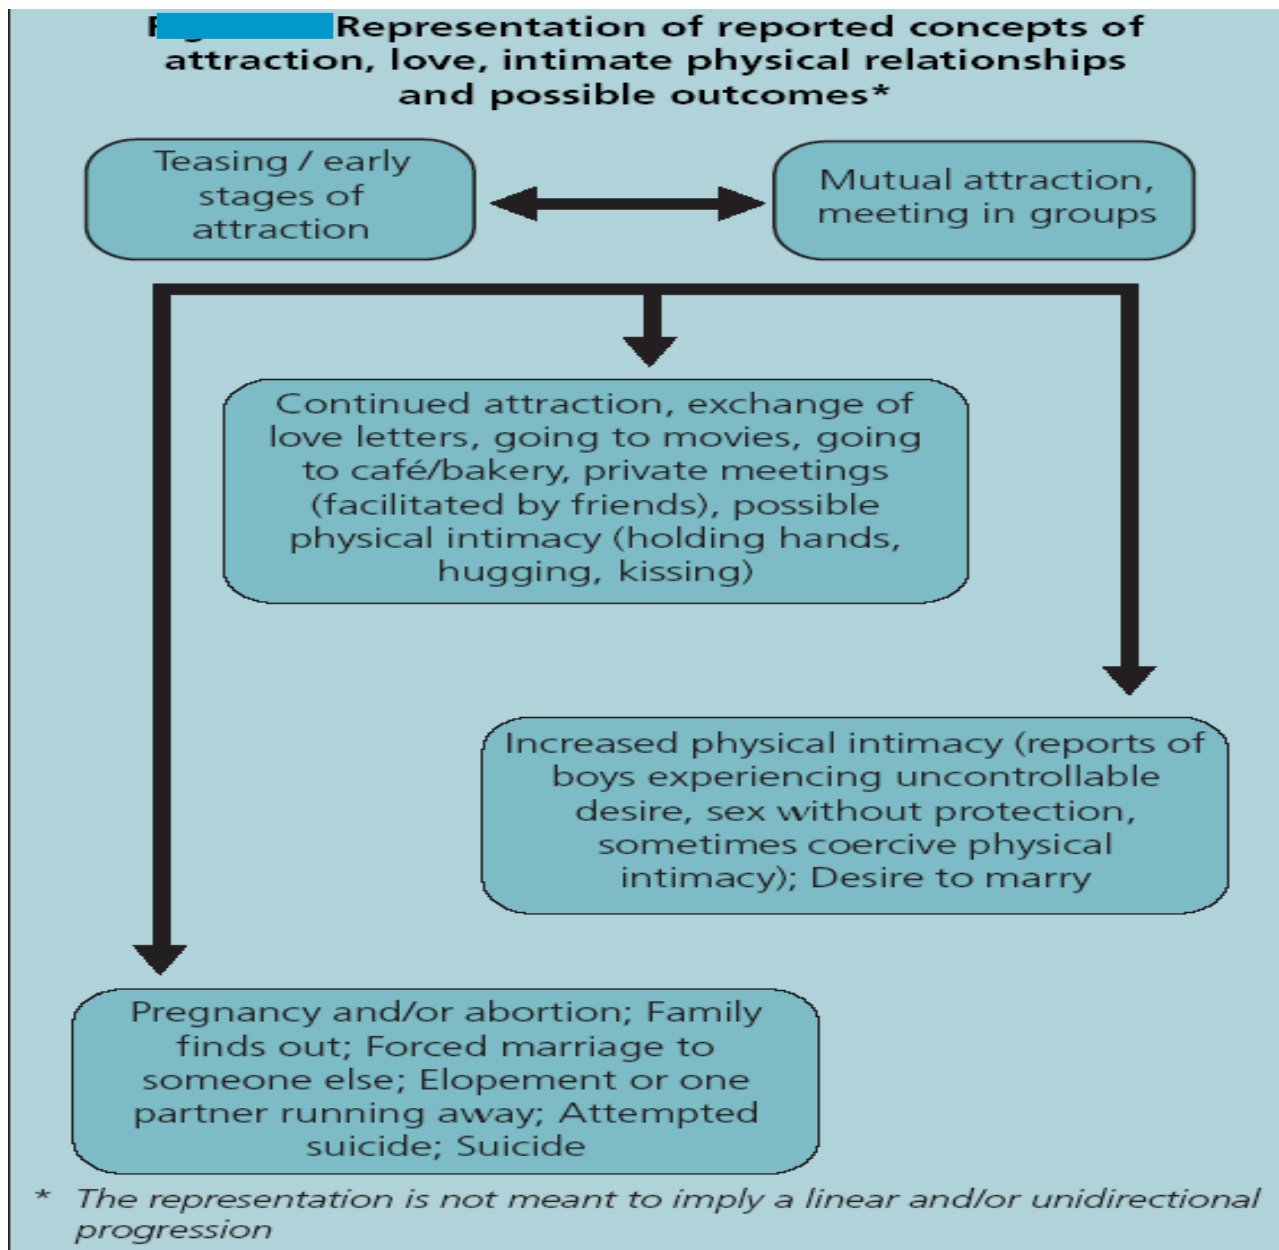 Representation of reported concepts of
attraction, love, intimate physical relationships
and possible outcomes*
Teasing / early
stages of
attraction
Mutual attraction,
meeting in groups
Continued attraction, exchange of
love letters, going to movies, going
to café/bakery, private meetings
(facilitated by friends), possible
physical intimacy (holding hands,
hugging, kissing)
Increased physical intimacy (reports of
boys experiencing uncontrollable
desire, sex without protection,
sometimes coercive physical
intimacy); Desire to marry
Pregnancy and/or abortion; Family
finds out; Forced marriage to
someone else; Elopement or one
partner running away; Attempted
suicide; Suicide
* The representation is not meant to imply a linear and/or unidirectional
progression